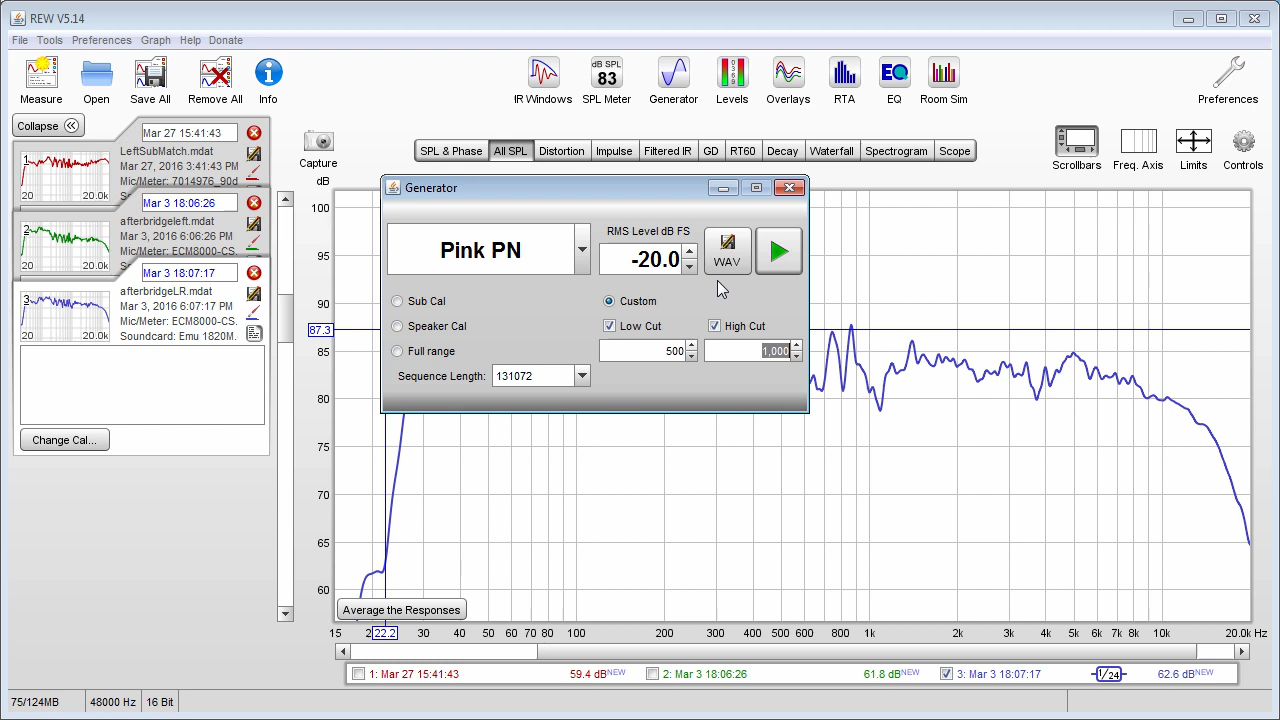 REW V5.14
File Tools Preferences Graph Help Donate
dB SPL
83
0 3 6 9
EQ
Measure Open Save All Remove All Info IR Windows SPL Meter Generator Levels Overlays RTA EQ Room Sim Preferences
Collapse
Mar 27 15:41:43
1
LeftSubMatch.mdat
Mar 27, 2016 3:41:43 PM
Mic/Meter: 7014976_90d
20 20.0k
Mar 3 18:06:26
2
afterbridgeleft.mdat
Mar 3, 2016 6:06:26 PM
Mic/Meter: ECM8000-CS.
20 20.0k
Mar 3 18:07:17
3
afterbridgeLR.mdat
Mar 3, 2016 6:07:17 PM
Mic/Meter: ECM8000-CS.
Soundcard: Emu 1820M.
20 20.0k
Change Cal...
Capture
SPL & Phase All SPL Distortion Impulse Filtered IR GD RT60 Decay Waterfall Spectrogram Scope
Scrollbars Freq. Axis Limits Controls
dB
Generator
Pink PN
RMS Level dB FS
-20.0
WAV
Sub Cal
Custom
Speaker Cal
Low Cut
High Cut
Full range
500
1,000
Sequence Length: 131072
100
95
90
87.3
85
80
75
70
65
60
Average the Responses
15 2 22.2 30 40 50 60 70 80 100 200 300 400 500 600 800 1k 2k 3k 4k 5k 6k 7k 8k 10k 20.0k Hz
1: Mar 27 15:41:43 59.4 dB NEW 2: Mar 3 18:06:26 61.8 dB NEW 3: Mar 3 18:07:17 1/24 62.6 dB NEW
75/124MB 48000 Hz 16 Bit